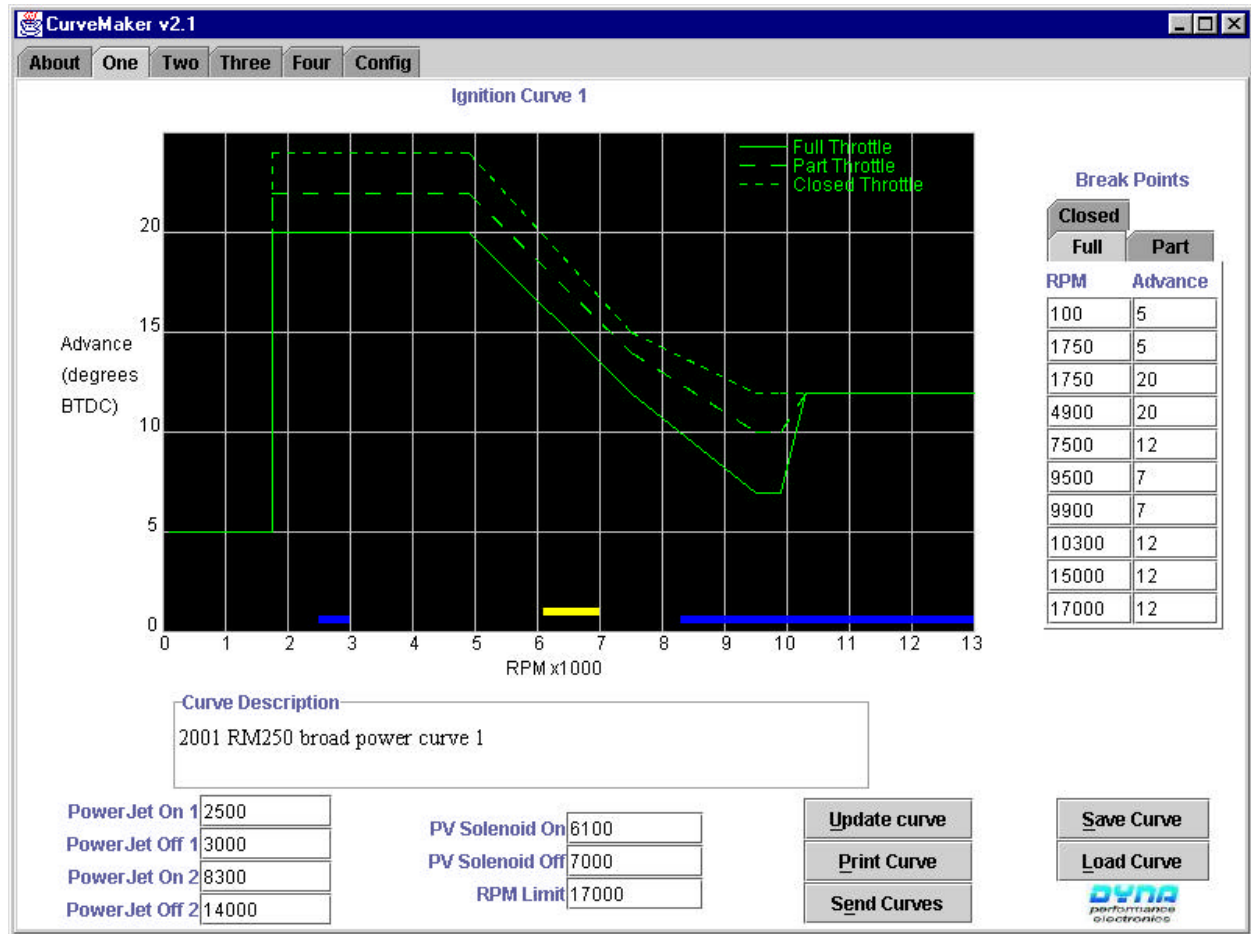 CurveMaker v2.1
About One Two Three Four Config
Ignition Curve 1
Full Throttle
Part Throttle
Closed Throttle
20
15
10
5
0
Advance
(degrees
BTDC)
0 1 2 3 4 5 6 7 8 9 10 11 12 13
RPM x1000
Break Points
Closed
Full Part
RPM Advance
100 5
1750 5
1750 20
4900 20
7500 12
9500 7
9900 7
10300 12
15000 12
17000 12
Curve Description
2001 RM250 broad power curve 1
PowerJet On 1 2500
PowerJet Off 1 3000
PowerJet On 2 8300
PowerJet Off 2 14000
PV Solenoid On 6100
PV Solenoid Off 7000
RPM Limit 17000
Update curve
Print Curve
Send Curves
Save Curve
Load Curve
DYNA
performance
electronics